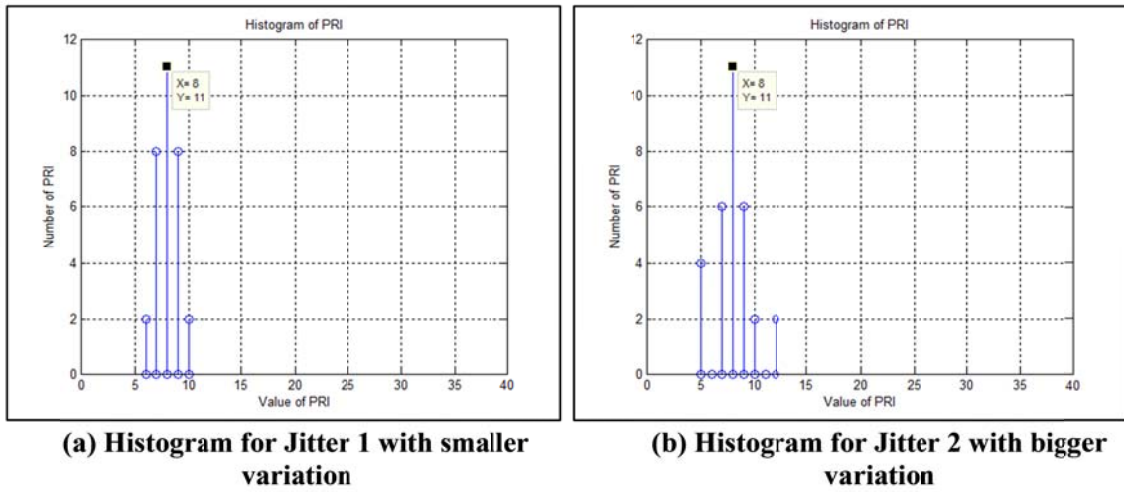 Histogram of PRI
12
10
8
6
4
2
0
Number of PRI
X= 8
Y= 11
0 5 10 15 20 25 30 35 40
Value of PRI
(a) Histogram for Jitter 1 with smaller
variation
Histogram of PRI
12
10
8
6
4
2
0
Number of PRI
X= 8
Y= 11
0 5 10 15 20 25 30 35 40
Value of PRI
(b) Histogram for Jitter 2 with bigger
variation